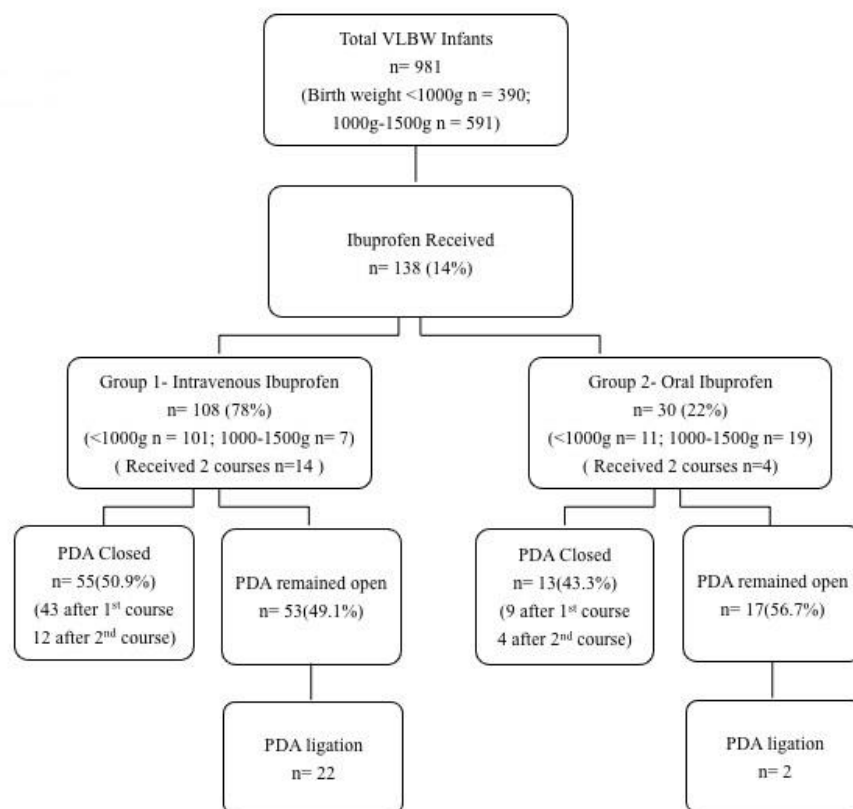 Total VLBW Infants
n= 981
(Birth weight <1000g n = 390;
1000g-1500g n = 591)
Ibuprofen Received
n= 138 (14%)
Group 1- Intravenous Ibuprofen
n= 108 (78%)
(<1000g n = 101; 1000-1500g n= 7)
( Received 2 courses n=14 )
Group 2- Oral Ibuprofen
n= 30 (22%)
(<1000g n= 11; 1000-1500g n= 19)
( Received 2 courses n=4)
PDA Closed
n= 55(50.9%)
(43 after 1st course
12 after 2nd course)
PDA remained open
n= 53(49.1%)
PDA Closed
n= 13(43.3%)
(9 after 1st course
4 after 2nd course)
PDA remained open
n= 17(56.7%)
PDA ligation
n= 22
PDA ligation
n= 2